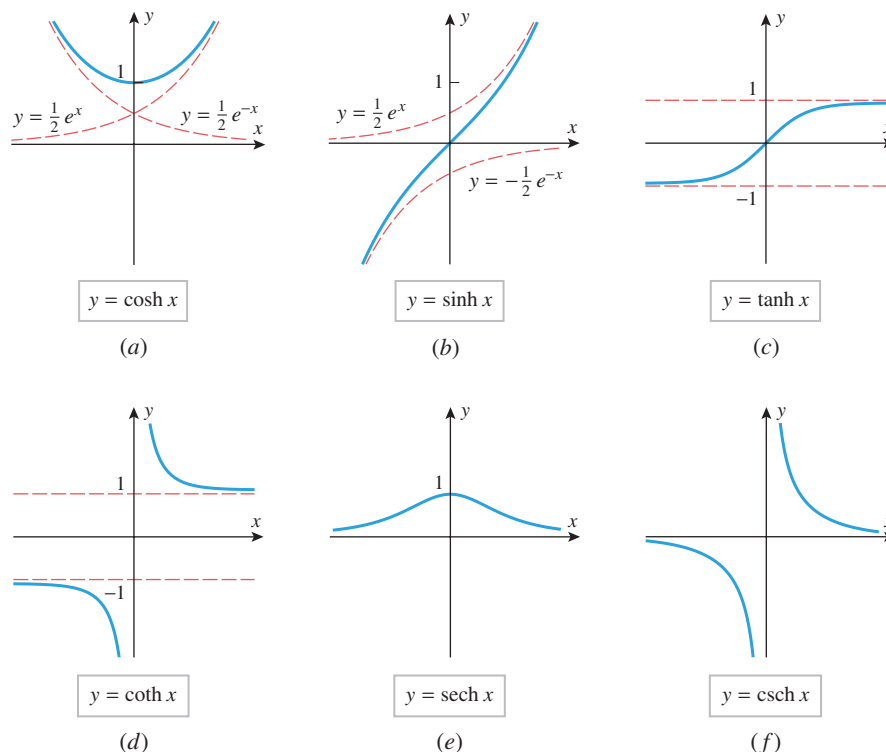 y
1
y = 1/2 e^x
y = 1/2 e^−x
x
y = cosh x
(a)
y
1
y = 1/2 e^x
x
y = −1/2 e^−x
y = sinh x
(b)
y
1
−1
y = tanh x
(c)
y
1
x
−1
y = coth x
(d)
y
1
x
y = sech x
(e)
y
y = csch x
(f)